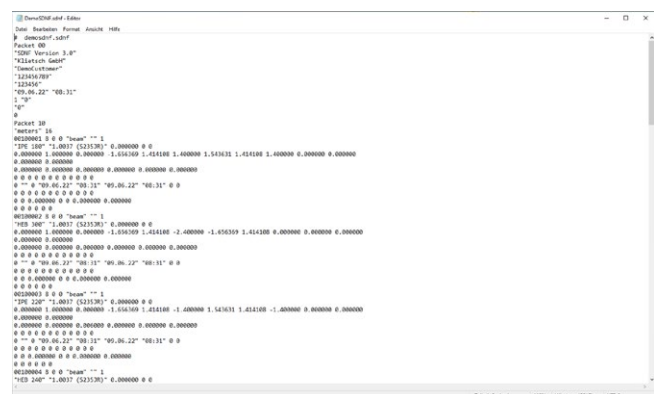 DemoSDNF.sdnf - Editor
Datei Bearbeiten Format Ansicht Hilfe
# demosdnf.sdnf
Packet 00
"SDNF Version 3.0"
"Klietsch GmbH"
"DemoCustomer"
"123456789"
"123456"
"09.06.22" "08:31"
1 "0"
"0"
0
Packet 10
"meters" 16
00100001 0 0 0 "beam" "" 1
"IPE 180" "1.0037 (S235JR)" 0.000000 0 0
0.000000 1.000000 0.000000 -1.656369 1.414108 1.400000 1.543631 1.414108 1.400000 0.000000 0.000000
0.000000 0.000000
0.000000 0.000000 0.000000 0.000000 0.000000 0.000000
0 0 0 0 0 0 0 0 0 0 0 0
0 "" 0 "09.06.22" "08:31" "09.06.22" "08:31" 0 0
0 0 0 0 0 0 0 0 0 0 0 0
0 0 0.000000 0 0 0.000000 0.000000
0 0 0 0 0 0
00100002 0 0 0 "beam" "" 1
"HEB 300" "1.0037 (S235JR)" 0.000000 0 0
0.000000 1.000000 0.000000 -1.656369 1.414108 -2.400000 -1.656369 1.414108 0.000000 0.000000 0.000000
0.000000 0.000000
0.000000 0.000000 0.000000 0.000000 0.000000 0.000000
0 0 0 0 0 0 0 0 0 0 0 0
0 "" 0 "09.06.22" "08:31" "09.06.22" "08:31" 0 0
0 0 0 0 0 0 0 0 0 0 0 0
0 0 0.000000 0 0 0.000000 0.000000
0 0 0 0 0 0
00100003 0 0 0 "beam" "" 1
"IPE 220" "1.0037 (S235JR)" 0.000000 0 0
0.000000 1.000000 0.000000 -1.656369 1.414108 -1.400000 1.543631 1.414108 -1.400000 0.000000 0.000000
0.000000 0.000000
0.000000 0.000000 0.000000 0.000000 0.000000 0.000000
0 0 0 0 0 0 0 0 0 0 0 0
0 "" 0 "09.06.22" "08:31" "09.06.22" "08:31" 0 0
0 0 0 0 0 0 0 0 0 0 0 0
0 0 0.000000 0 0 0.000000 0.000000
0 0 0 0 0 0
00100004 0 0 0 "beam" "" 1
"HEB 240" "1.0037 (S235JR)" 0.000000 0 0